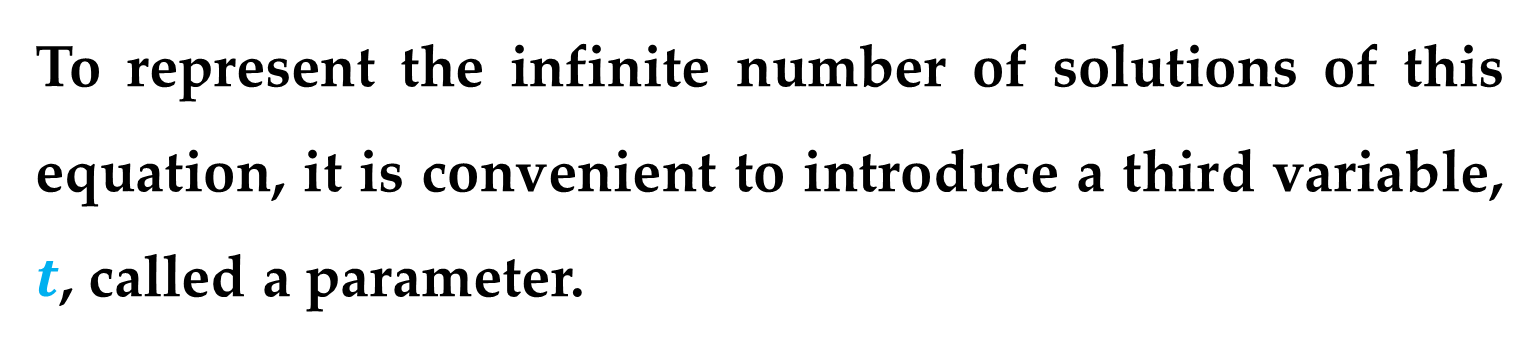 To represent the infinite number of solutions of this
equation, it is convenient to introduce a third variable,
t, called a parameter.